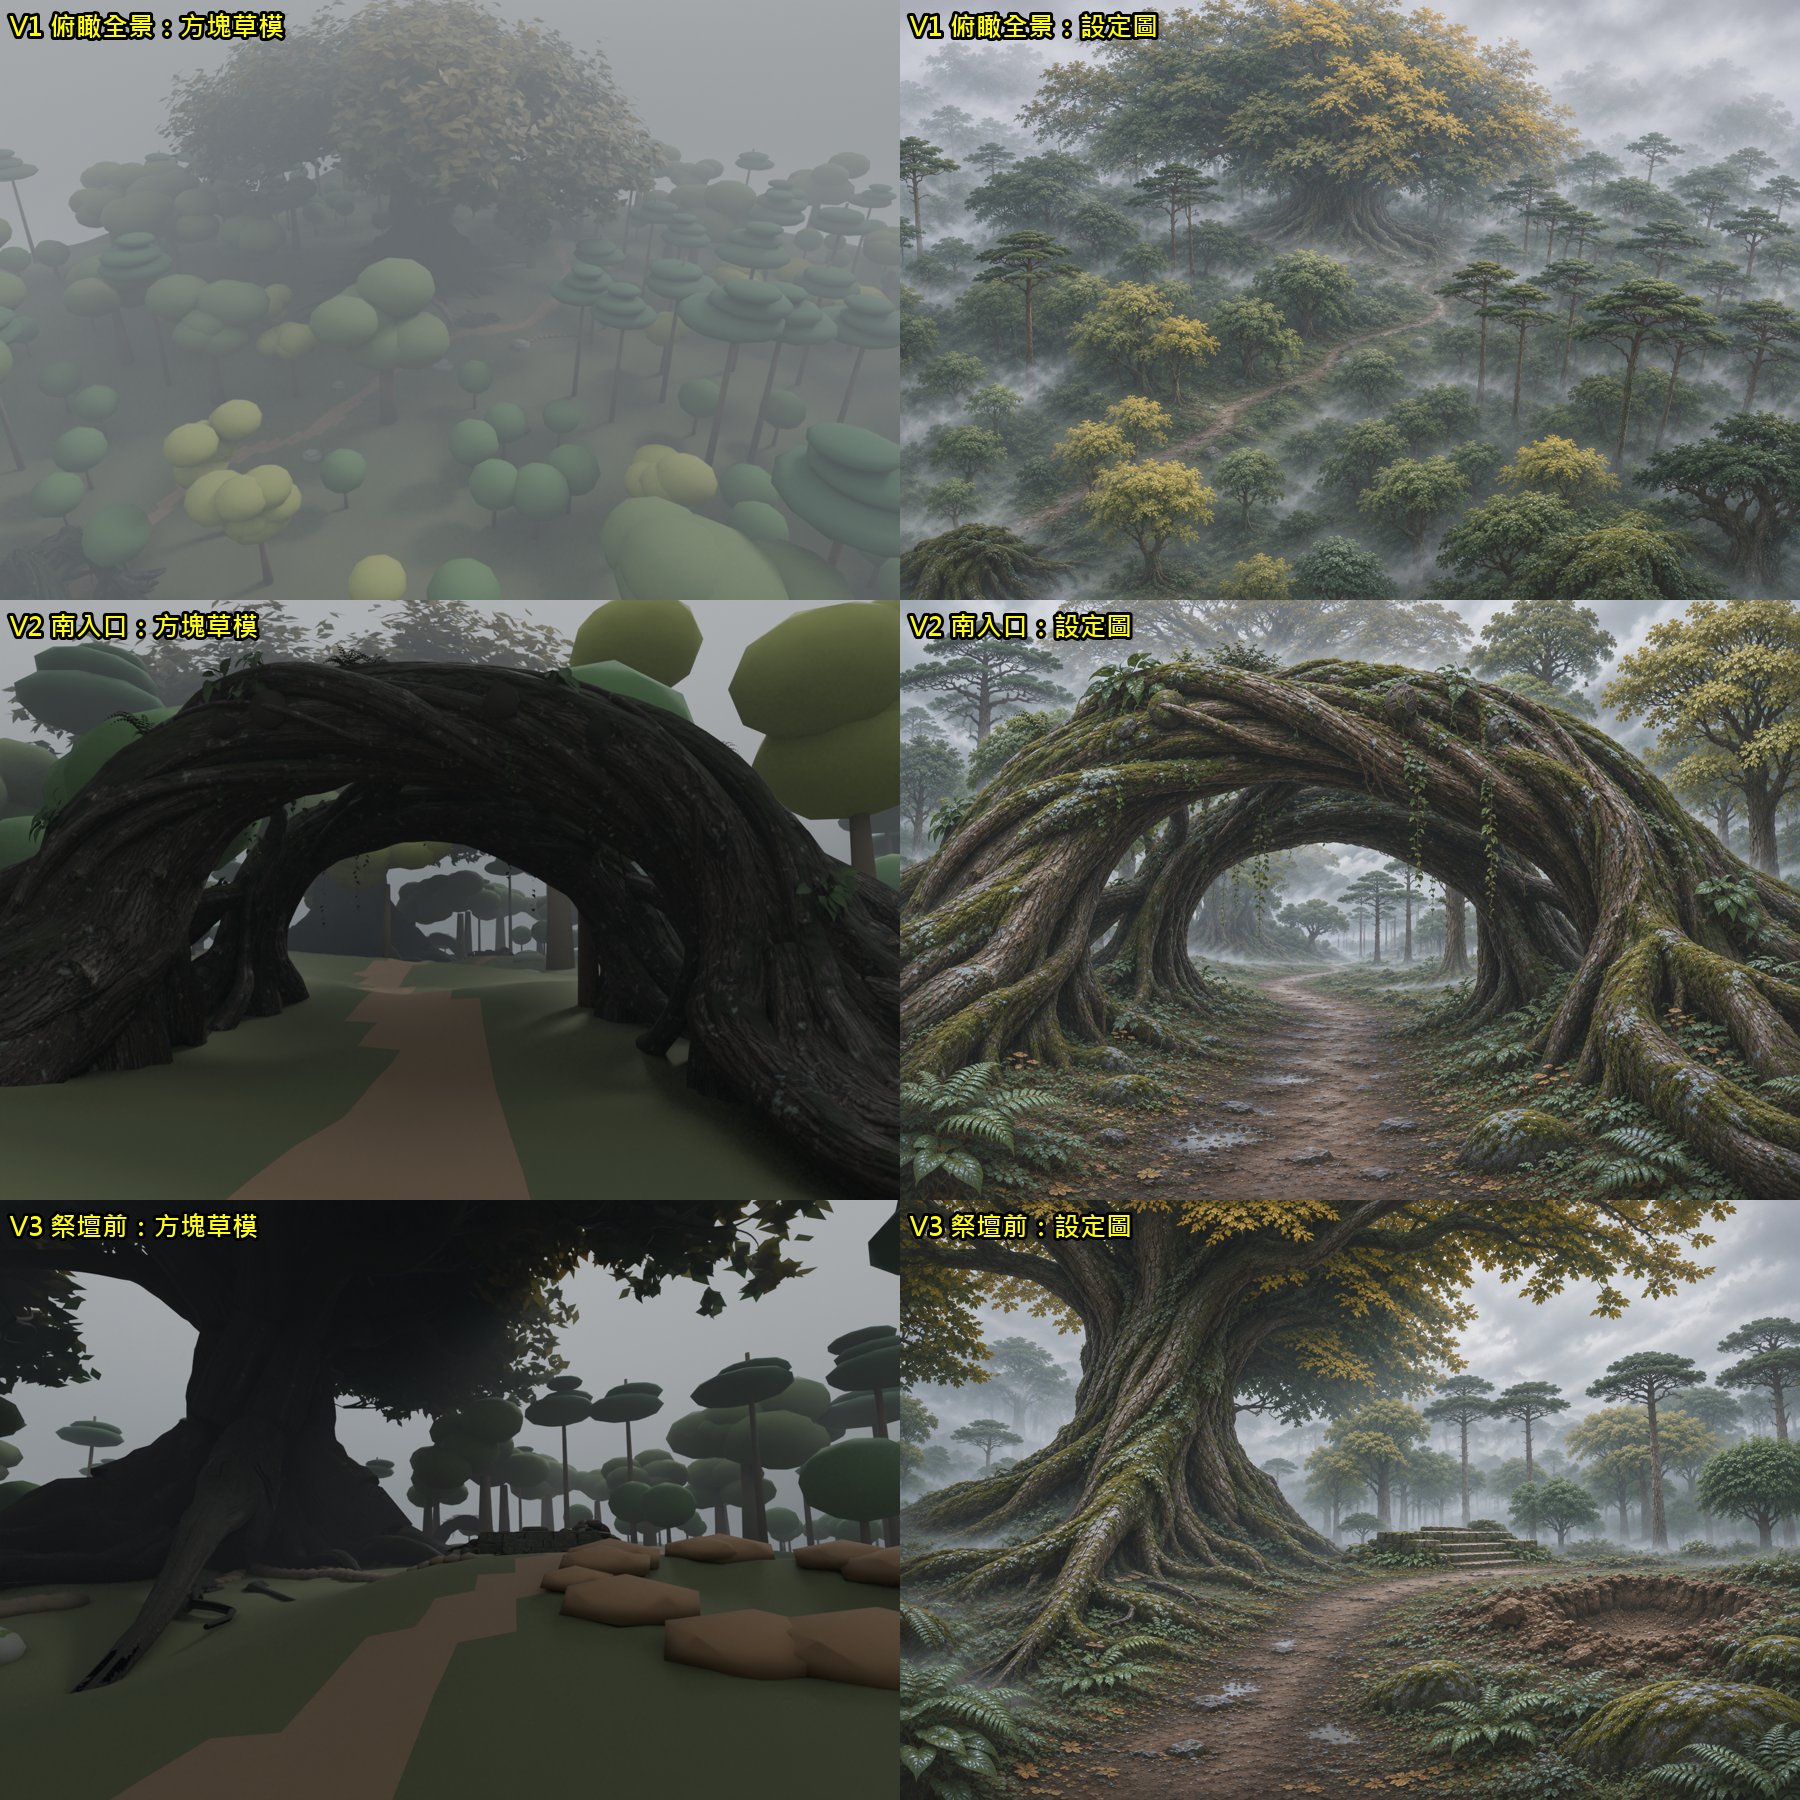 V1 俯瞰全景：方塊草模
V1 俯瞰全景：設定圖
V2 南入口：方塊草模
V2 南入口：設定圖
V3 祭壇前：方塊草模
V3 祭壇前：設定圖